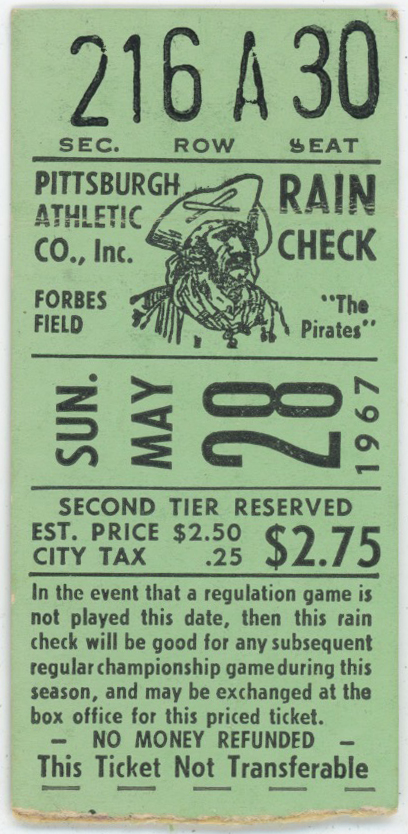 216 A 30
SEC. ROW SEAT
PITTSBURGH
ATHLETIC
CO., Inc.
RAIN
CHECK
FORBES
FIELD
"The
Pirates"
SUN. MAY 28 1967
SECOND TIER RESERVED
EST. PRICE $2.50
CITY TAX .25
$2.75
In the event that a regulation game is
not played this date, then this rain
check will be good for any subsequent
regular championship game during this
season, and may be exchanged at the
box office for this priced ticket.
— NO MONEY REFUNDED —
This Ticket Not Transferable